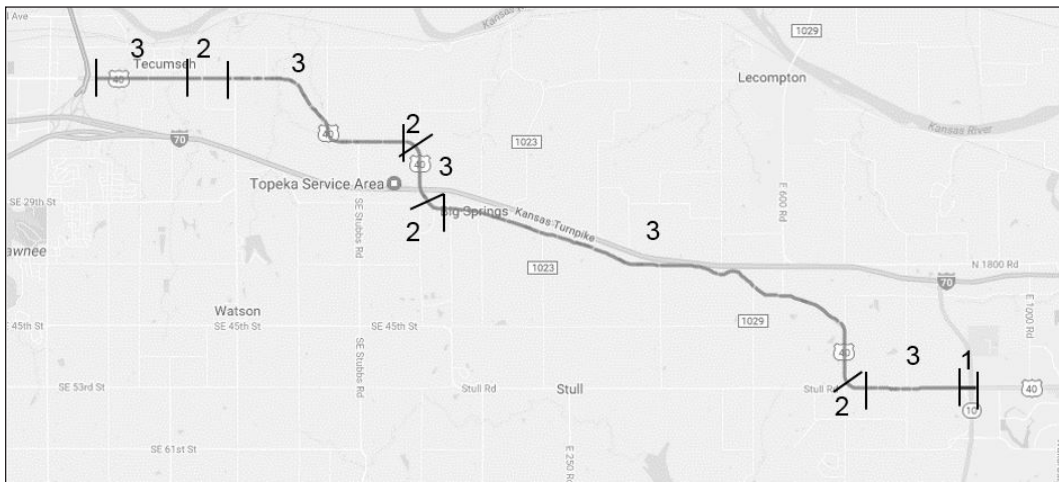 3
2
Tecumseh
40
3
1029
Lecompton
Kansas River
70
40
2
1023
40
3
Topeka Service Area
SE 29th St
SE Stubbs Rd
Big Springs
Kansas Turnpike
E 600 Rd
2
3
awnee
1023
N 1800 Rd
70
Watson
E 1000 Rd
SE 45th St
SE 45th St
SE 45th St
1029
SE Stubbs Rd
40
3
1
SE 53rd St
Stull Rd
Stull
Stull Rd
40
2
10
SE 61st St
E 250 Rd